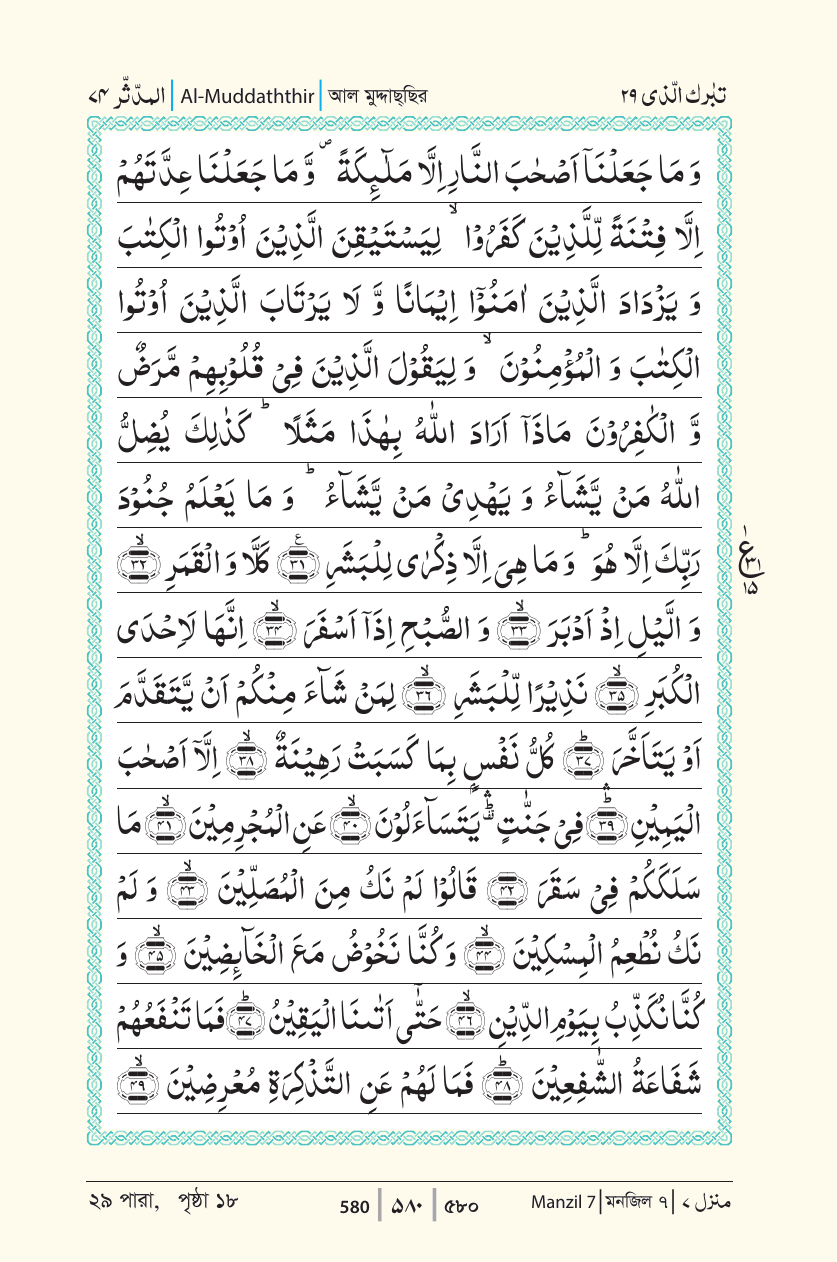 المدّثّر ٧٤ | Al-Muddaththir | আল মুদ্দাছ্ছির تبٰرك الّذى ٢٩
وَ مَا جَعَلْنَاۤ اَصْحٰبَ النَّارِ اِلَّا مَلٰٓئِكَةً ۪ وَّ مَا جَعَلْنَا عِدَّتَهُمْ
اِلَّا فِتْنَةً لِّلَّذِيْنَ كَفَرُوْا ۙ لِيَسْتَيْقِنَ الَّذِيْنَ اُوْتُوا الْكِتٰبَ
وَ يَزْدَادَ الَّذِيْنَ اٰمَنُوْۤا اِيْمَانًا وَّ لَا يَرْتَابَ الَّذِيْنَ اُوْتُوا
الْكِتٰبَ وَ الْمُؤْمِنُوْنَ ۙ وَ لِيَقُوْلَ الَّذِيْنَ فِيْ قُلُوْبِهِمْ مَّرَضٌ
وَّ الْكٰفِرُوْنَ مَاذَاۤ اَرَادَ اللّٰهُ بِهٰذَا مَثَلًا ؕ كَذٰلِكَ يُضِلُّ
اللّٰهُ مَنْ يَّشَآءُ وَ يَهْدِيْ مَنْ يَّشَآءُ ؕ وَ مَا يَعْلَمُ جُنُوْدَ
رَبِّكَ اِلَّا هُوَ ؕ وَ مَا هِيَ اِلَّا ذِكْرٰى لِلْبَشَرِ ﴿٣١﴾ ع كَلَّا وَ الْقَمَرِ ۙ﴿٣٢﴾
وَ الَّيْلِ اِذْ اَدْبَرَ ۙ﴿٣٣﴾ وَ الصُّبْحِ اِذَاۤ اَسْفَرَ ۙ﴿٣٤﴾ اِنَّهَا لَاِحْدَى
الْكُبَرِ ۙ﴿٣٥﴾ نَذِيْرًا لِّلْبَشَرِ ۙ﴿٣٦﴾ لِمَنْ شَآءَ مِنْكُمْ اَنْ يَّتَقَدَّمَ
اَوْ يَتَاَخَّرَ ؕ﴿٣٧﴾ كُلُّ نَفْسٍۭ بِمَا كَسَبَتْ رَهِيْنَةٌ ۙ﴿٣٨﴾ اِلَّاۤ اَصْحٰبَ
الْيَمِيْنِ ؕۛ﴿٣٩﴾ فِيْ جَنّٰتٍ ۛ۫ؕ يَتَسَآءَلُوْنَ ۙ﴿٤٠﴾ عَنِ الْمُجْرِمِيْنَ ۙ﴿٤١﴾ مَا
سَلَكَكُمْ فِيْ سَقَرَ ﴿٤٢﴾ قَالُوْا لَمْ نَكُ مِنَ الْمُصَلِّيْنَ ۙ﴿٤٣﴾ وَ لَمْ
نَكُ نُطْعِمُ الْمِسْكِيْنَ ۙ﴿٤٤﴾ وَ كُنَّا نَخُوْضُ مَعَ الْخَآئِضِيْنَ ۙ﴿٤٥﴾ وَ
كُنَّا نُكَذِّبُ بِيَوْمِ الدِّيْنِ ۙ﴿٤٦﴾ حَتّٰۤى اَتٰىنَا الْيَقِيْنُ ؕ﴿٤٧﴾ فَمَا تَنْفَعُهُمْ
شَفَاعَةُ الشّٰفِعِيْنَ ؕ﴿٤٨﴾ فَمَا لَهُمْ عَنِ التَّذْكِرَةِ مُعْرِضِيْنَ ۙ﴿٤٩﴾
ع
٣١
١٥
২৯ পারা, পৃষ্ঠা ১৮ 580 | ٥٨٠ | ৫৮০ Manzil 7 | মনজিল ৭ | منزل ٧